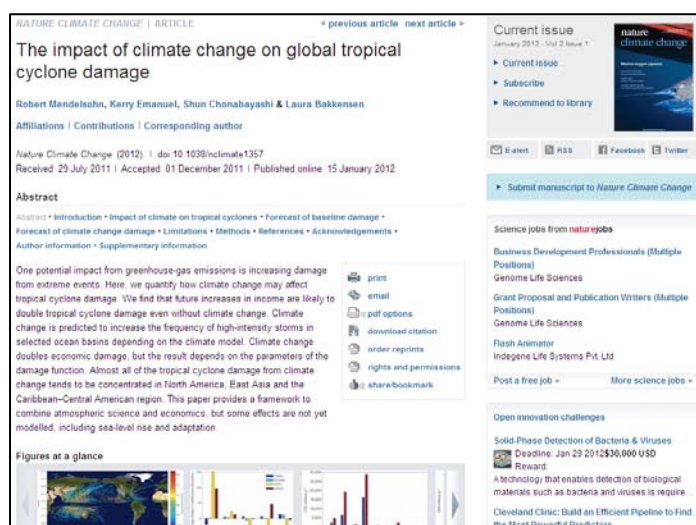 NATURE CLIMATE CHANGE | ARTICLE
previous article next article
The impact of climate change on global tropical
cyclone damage
Robert Mendelsohn, Kerry Emanuel, Shun Chonabayashi & Laura Bakkensen
Affiliations | Contributions | Corresponding author
Nature Climate Change (2012) | doi:10.1038/nclimate1357
Received 29 July 2011 | Accepted 01 December 2011 | Published online 15 January 2012
Abstract
Abstract • Introduction • Impact of climate on tropical cyclones • Forecast of baseline damage •
Forecast of climate change damage • Limitations • Methods • References • Acknowledgements •
Author information • Supplementary information
One potential impact from greenhouse-gas emissions is increasing damage
from extreme events. Here, we quantify how climate change may affect
tropical cyclone damage. We find that future increases in income are likely to
double tropical cyclone damage even without climate change. Climate
change is predicted to increase the frequency of high-intensity storms in
selected ocean basins depending on the climate model. Climate change
doubles economic damage, but the result depends on the parameters of the
damage function. Almost all of the tropical cyclone damage from climate
change tends to be concentrated in North America, East Asia and the
Caribbean–Central American region. This paper provides a framework to
combine atmospheric science and economics, but some effects are not yet
modelled, including sea-level rise and adaptation.
print
email
pdf options
download citation
order reprints
rights and permissions
share/bookmark
Figures at a glance
Current issue
January 2012 - Vol 2 Issue 1
Current issue
Subscribe
Recommend to library
nature
climate change
E-alert RSS Facebook Twitter
Submit manuscript to Nature Climate Change
Science jobs from naturejobs
Business Development Professionals (Multiple
Positions)
Genome Life Sciences
Grant Proposal and Publication Writers (Multiple
Positions)
Genome Life Sciences
Flash Animator
Indegene Life Systems Pvt. Ltd
Post a free job More science jobs
Open innovation challenges
Solid-Phase Detection of Bacteria & Viruses
Deadline: Jan 29 2012 $30,000 USD
Reward:
A technology that enables detection of biological
materials such as bacteria and viruses is require...
Cleveland Clinic: Build an Efficient Pipeline to Find
the Most Powerful Predictors